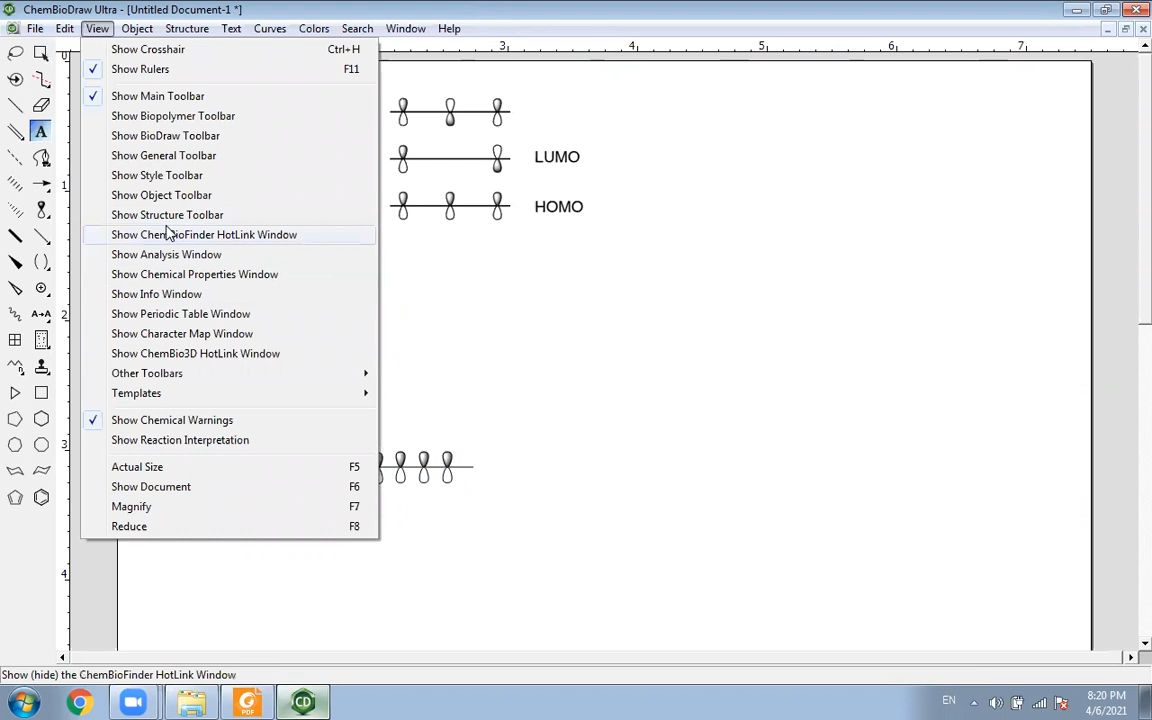 ChemBioDraw Ultra - [Untitled Document-1 *]
File Edit View Object Structure Text Curves Colors Search Window Help
Show Crosshair Ctrl+H
Show Rulers F11
Show Main Toolbar
Show Biopolymer Toolbar
Show BioDraw Toolbar
Show General Toolbar
Show Style Toolbar
Show Object Toolbar
Show Structure Toolbar
Show ChemBioFinder HotLink Window
Show Analysis Window
Show Chemical Properties Window
Show Info Window
Show Periodic Table Window
Show Character Map Window
Show ChemBio3D HotLink Window
Other Toolbars
Templates
Show Chemical Warnings
Show Reaction Interpretation
Actual Size F5
Show Document F6
Magnify F7
Reduce F8
3 4 5 6 7
0
1
2
3
4
A
A→A
LUMO
HOMO
Show (hide) the ChemBioFinder HotLink Window
PDF
CD
EN
8:20 PM
4/6/2021